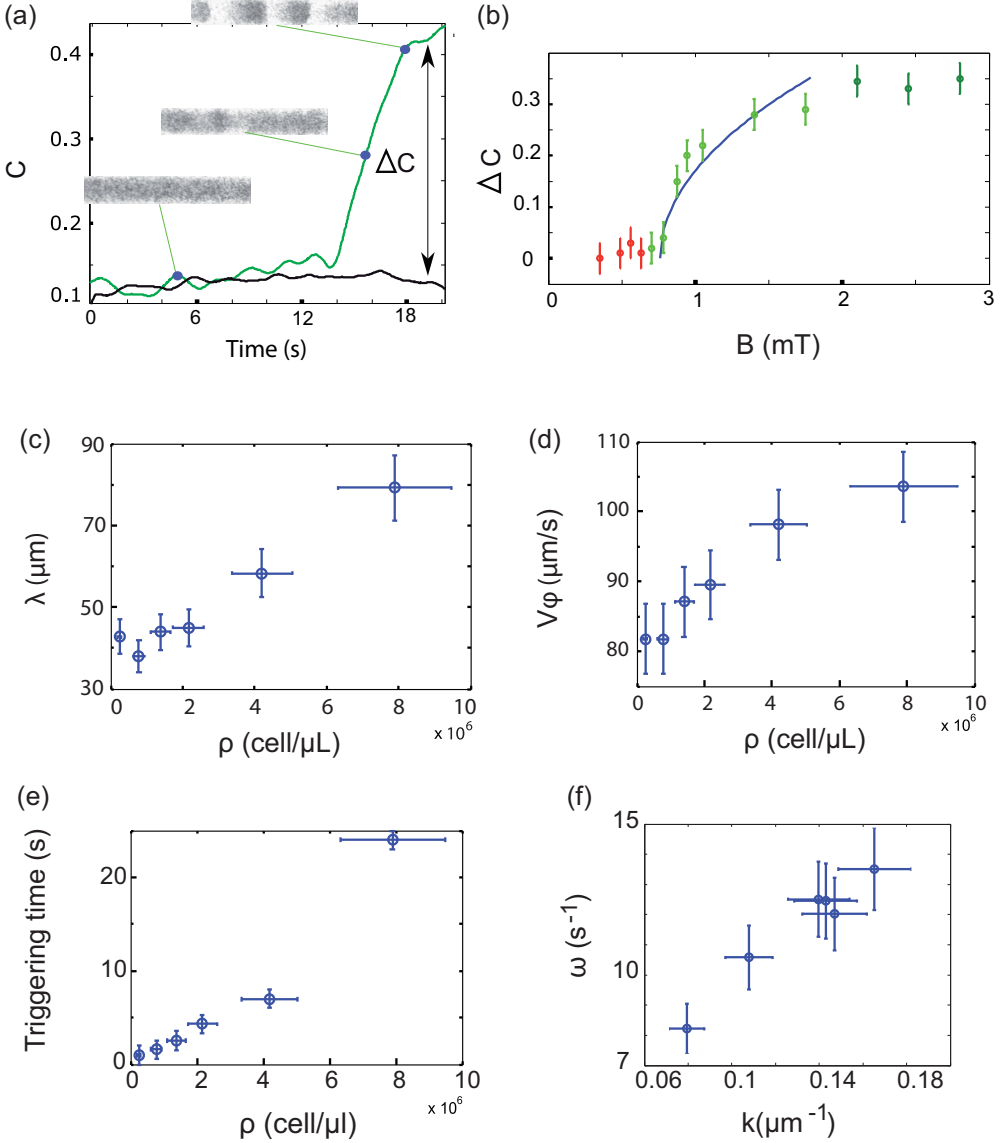 (a)
C
0.4
0.3
0.2
0.1
ΔC
0 6 12 18
Time (s)
(b)
Δ C
0.3
0.2
0.1
0
0 1 2 3
B (mT)
(c)
λ (μm)
90
70
50
30
0 2 4 6 8 10
x 10⁶
ρ (cell/μL)
(d)
Vφ (μm/s)
110
100
90
80
0 2 4 6 8 10
x 10⁶
ρ (cell/μL)
(e)
Triggering time (s)
20
10
0
0 2 4 6 8 10
x 10⁶
ρ (cell/μl)
(f)
ω (s⁻¹)
15
10
7
0.06 0.1 0.14 0.18
k(μm⁻¹)